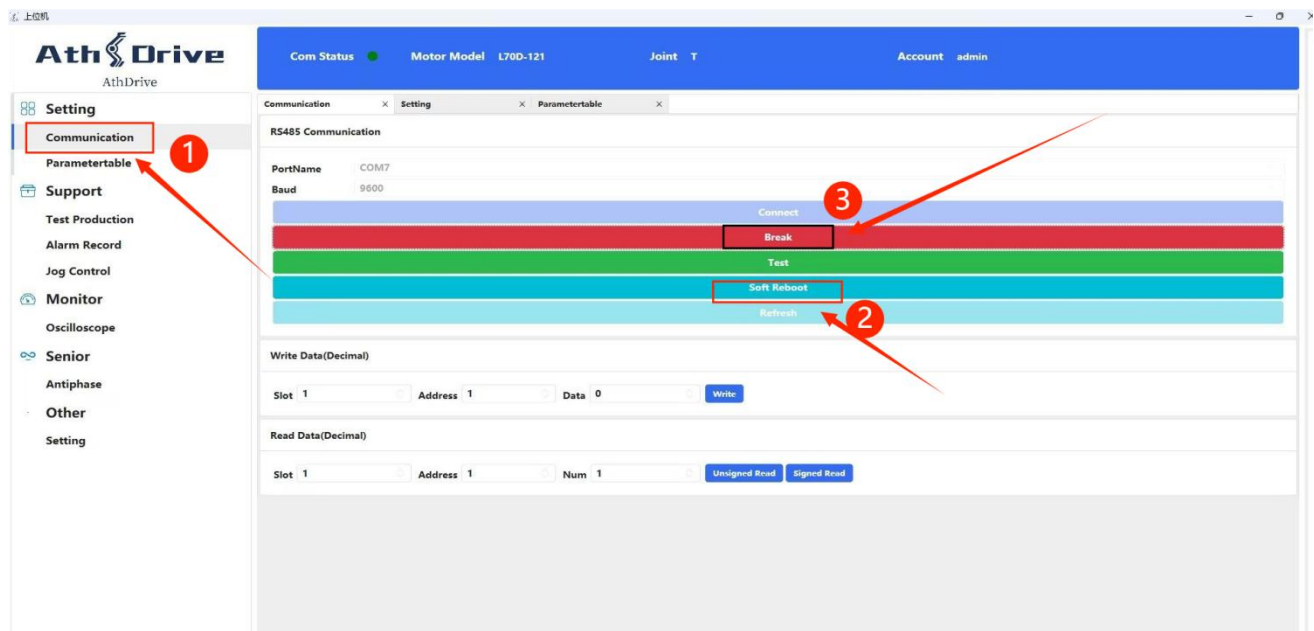 上位机
Ath Drive
AthDrive
Com Status Motor Model L70D-121 Joint T Account admin
Setting
Communication
Parametertable
Support
Test Production
Alarm Record
Jog Control
Monitor
Oscilloscope
Senior
Antiphase
Other
Setting
1
Communication × Setting × Parametertable ×
RS485 Communication
PortName COM7
Baud 9600
Connect
3
Break
Test
Soft Reboot
Refresh
2
Write Data(Decimal)
Slot 1 Address 1 Data 0 Write
Read Data(Decimal)
Slot 1 Address 1 Num 1 Unsigned Read Signed Read